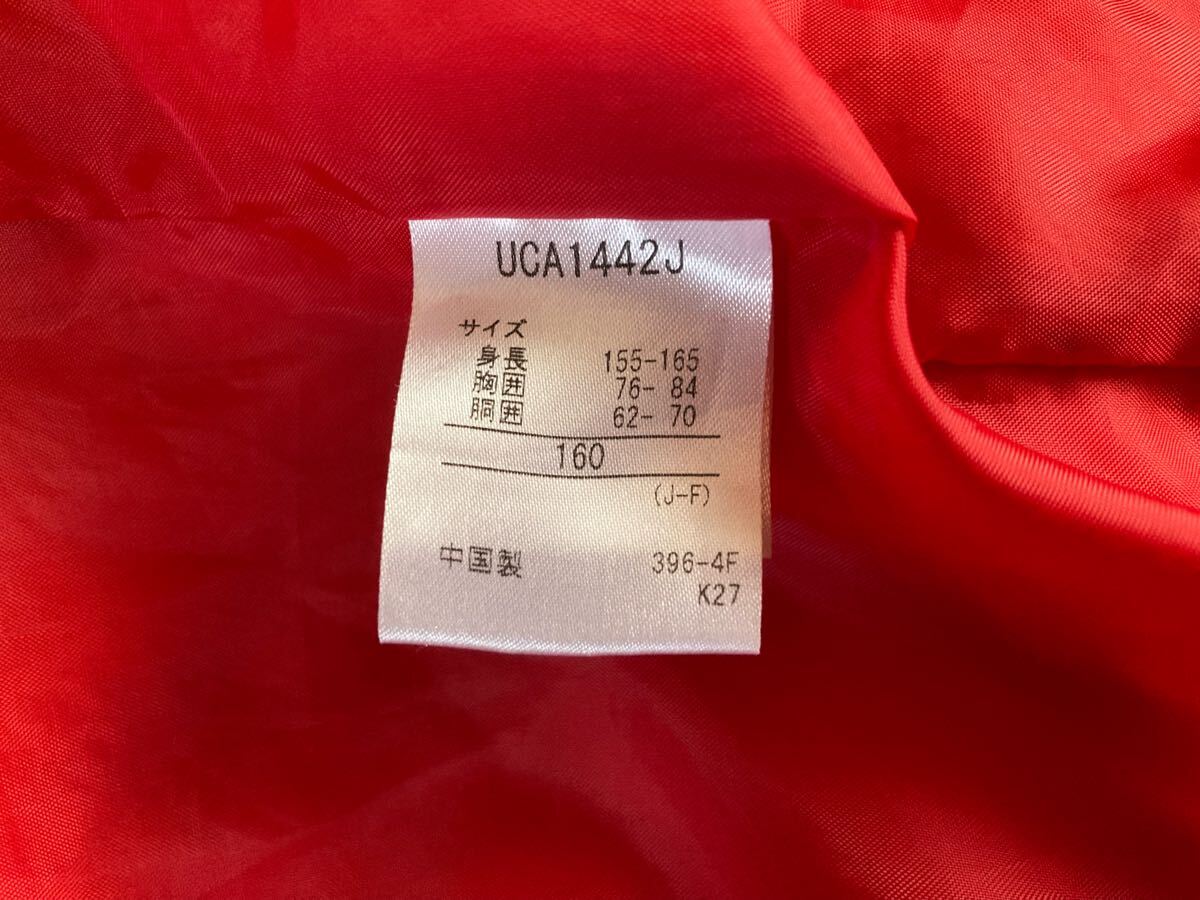 UCA1442J
サイズ
身長 155-165
胸囲 76- 84
胴囲 62- 70
160
(J-F)
中国製 396-4F
K27